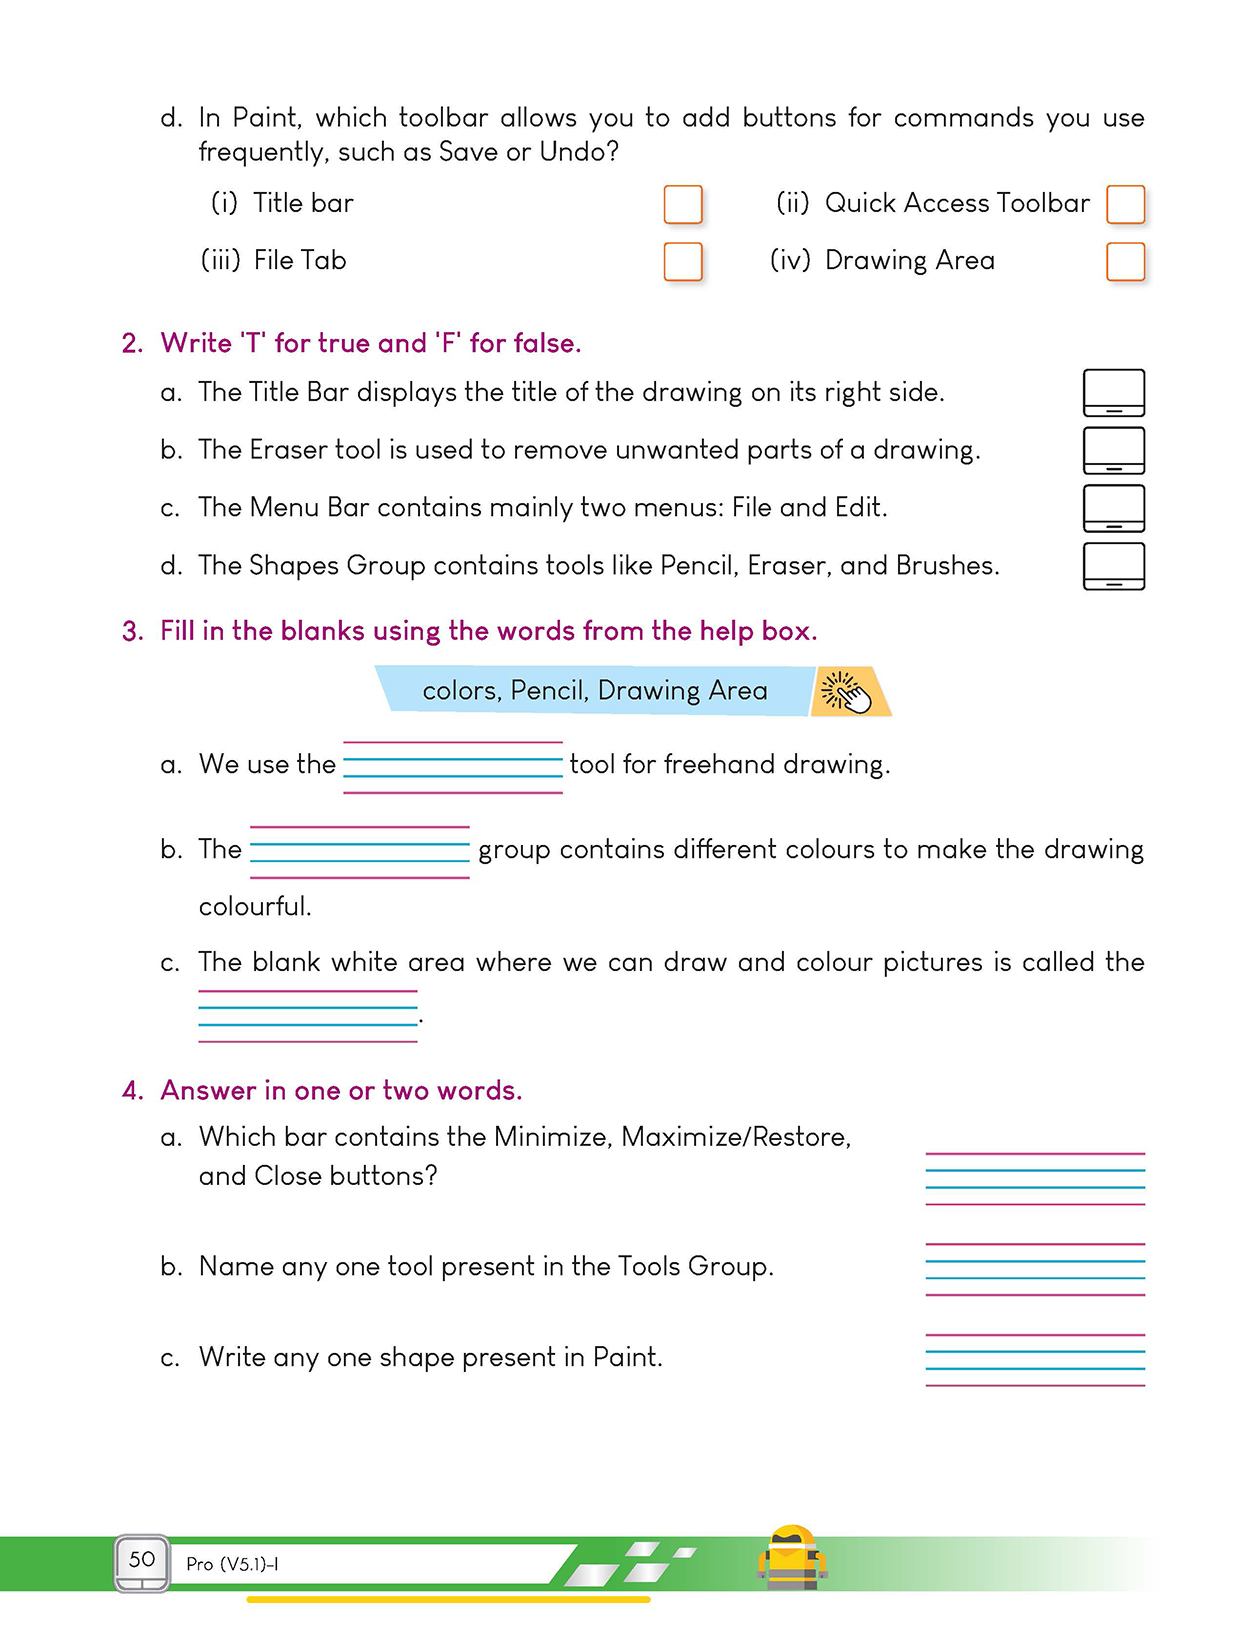 d. In Paint, which toolbar allows you to add buttons for commands you use
frequently, such as Save or Undo?
(i) Title bar
(ii) Quick Access Toolbar
(iii) File Tab
(iv) Drawing Area
2. Write 'T' for true and 'F' for false.
a. The Title Bar displays the title of the drawing on its right side.
b. The Eraser tool is used to remove unwanted parts of a drawing.
c. The Menu Bar contains mainly two menus: File and Edit.
d. The Shapes Group contains tools like Pencil, Eraser, and Brushes.
3. Fill in the blanks using the words from the help box.
colors, Pencil, Drawing Area
a. We use the tool for freehand drawing.
b. The group contains different colours to make the drawing
colourful.
c. The blank white area where we can draw and colour pictures is called the
.
4. Answer in one or two words.
a. Which bar contains the Minimize, Maximize/Restore,
and Close buttons?
b. Name any one tool present in the Tools Group.
c. Write any one shape present in Paint.
50 Pro (V5.1)-I